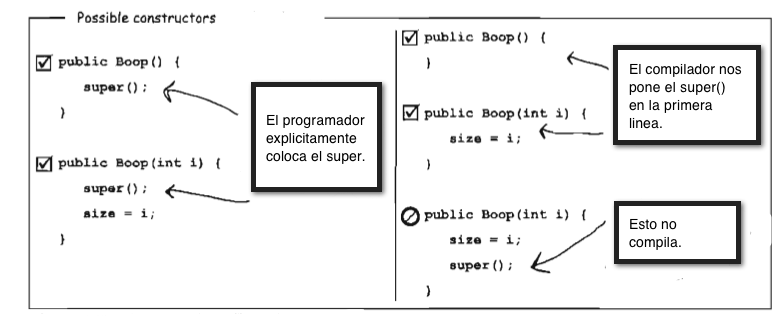 Possible constructors
public Boop() {
super();
}
El programador
explicitamente
coloca el super.
public Boop(int i) {
super();
size = i;
}
public Boop() {
}
El compilador nos
pone el super()
en la primera
linea.
public Boop(int i) {
size = i;
}
public Boop(int i) {
size = i;
super();
}
Esto no
compila.